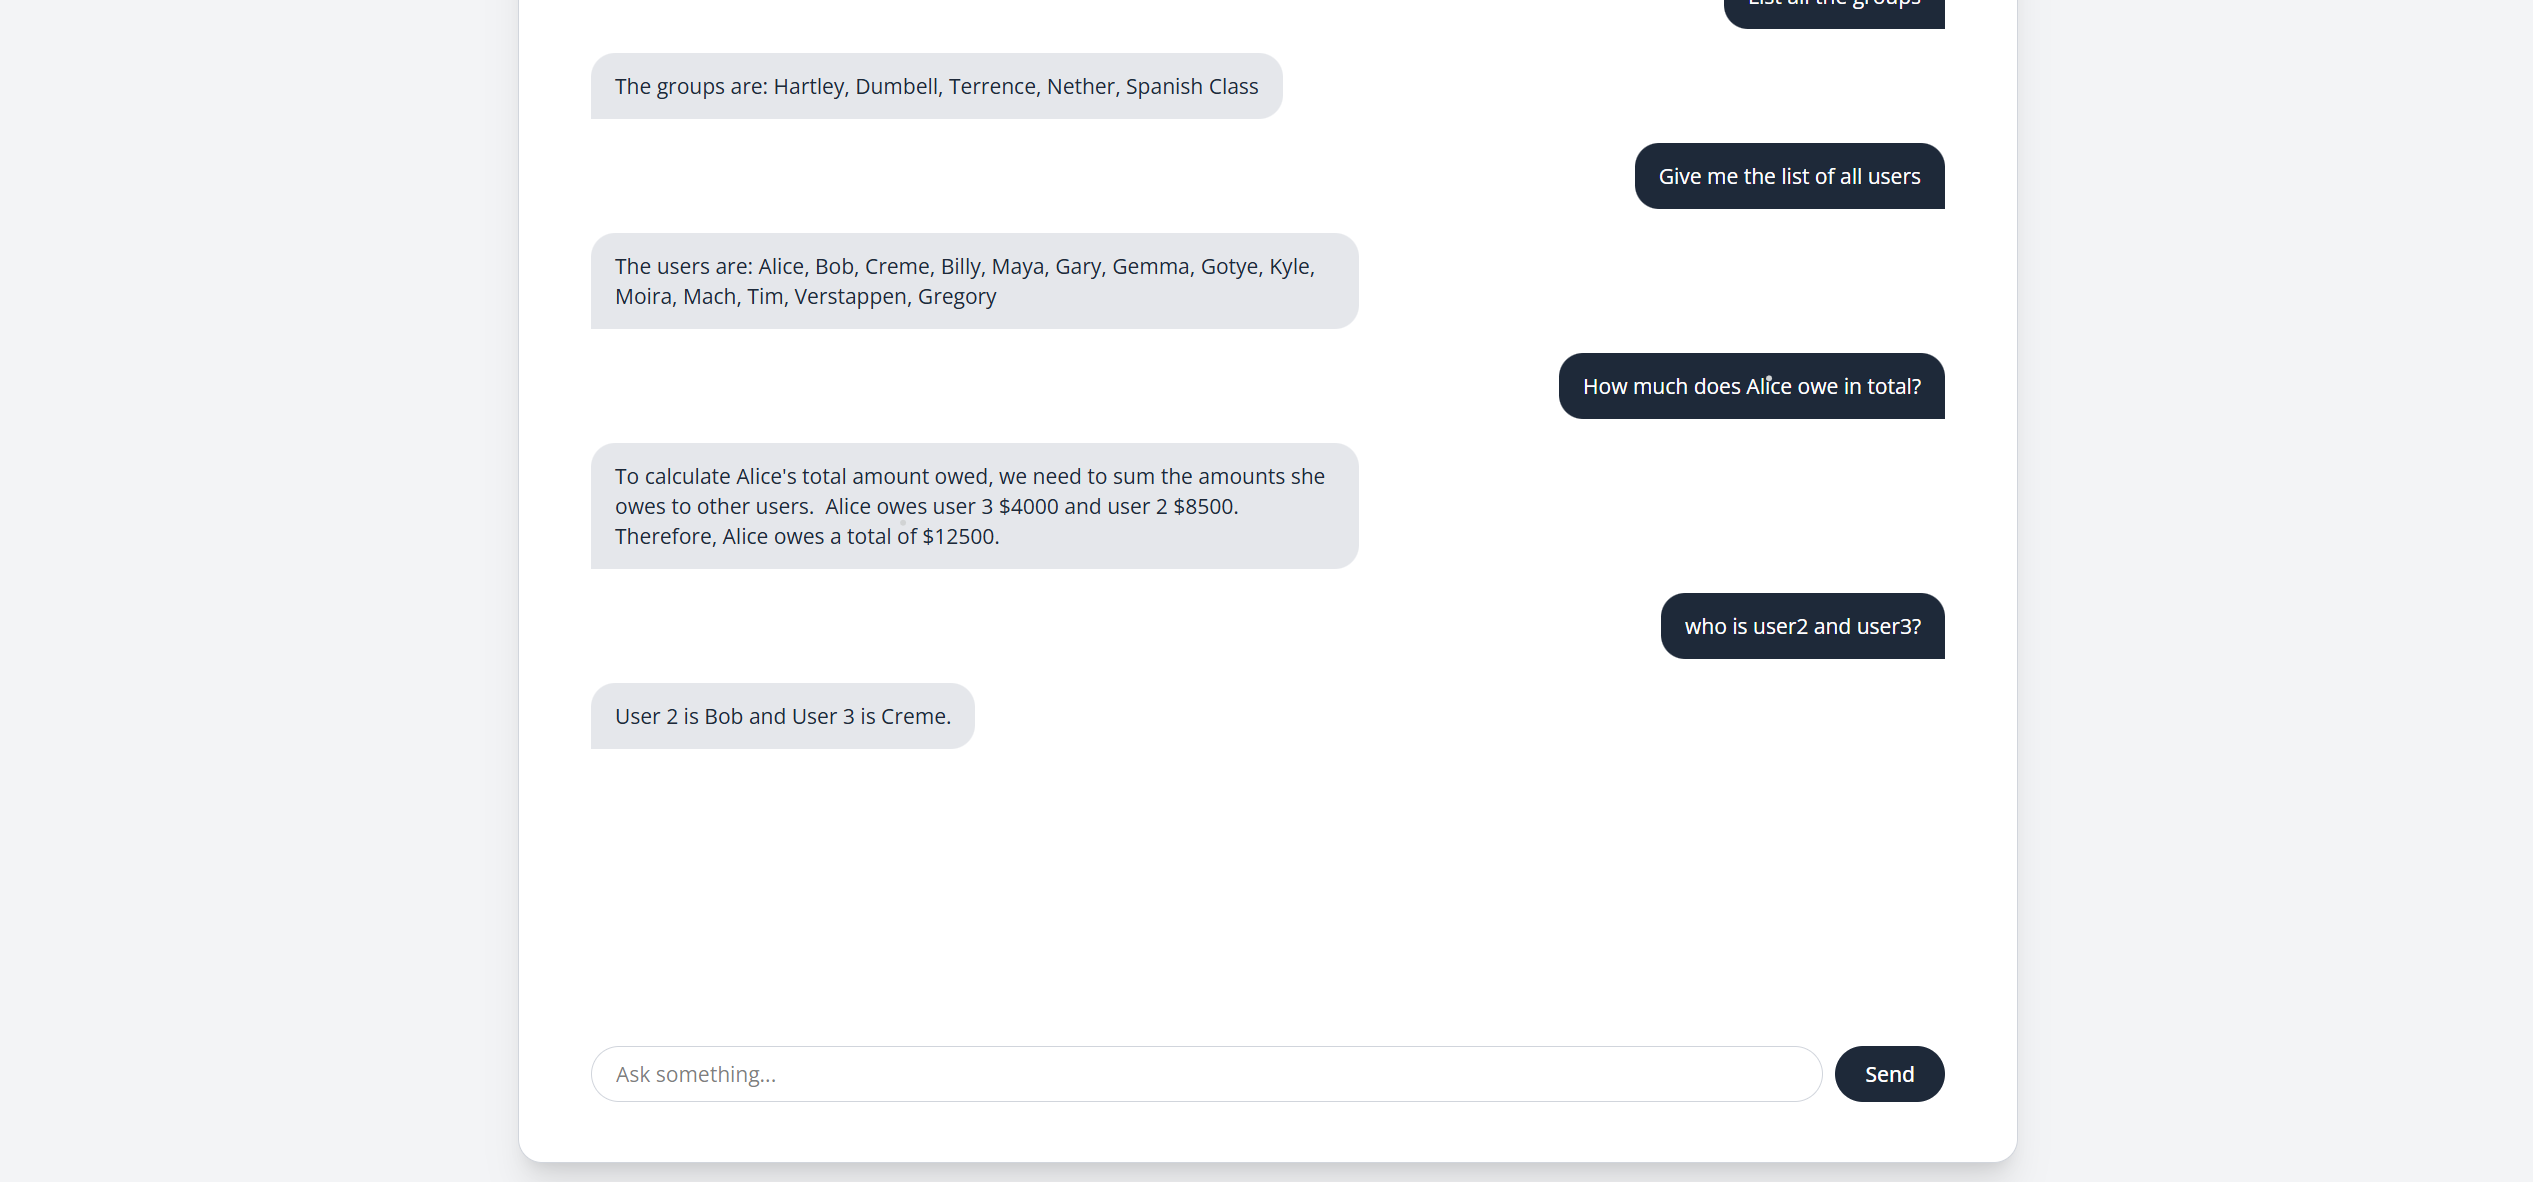 List all the groups
The groups are: Hartley, Dumbell, Terrence, Nether, Spanish Class
Give me the list of all users
The users are: Alice, Bob, Creme, Billy, Maya, Gary, Gemma, Gotye, Kyle,
Moira, Mach, Tim, Verstappen, Gregory
How much does Alice owe in total?
To calculate Alice's total amount owed, we need to sum the amounts she
owes to other users.  Alice owes user 3 $4000 and user 2 $8500.
Therefore, Alice owes a total of $12500.
who is user2 and user3?
User 2 is Bob and User 3 is Creme.
Ask something...
Send